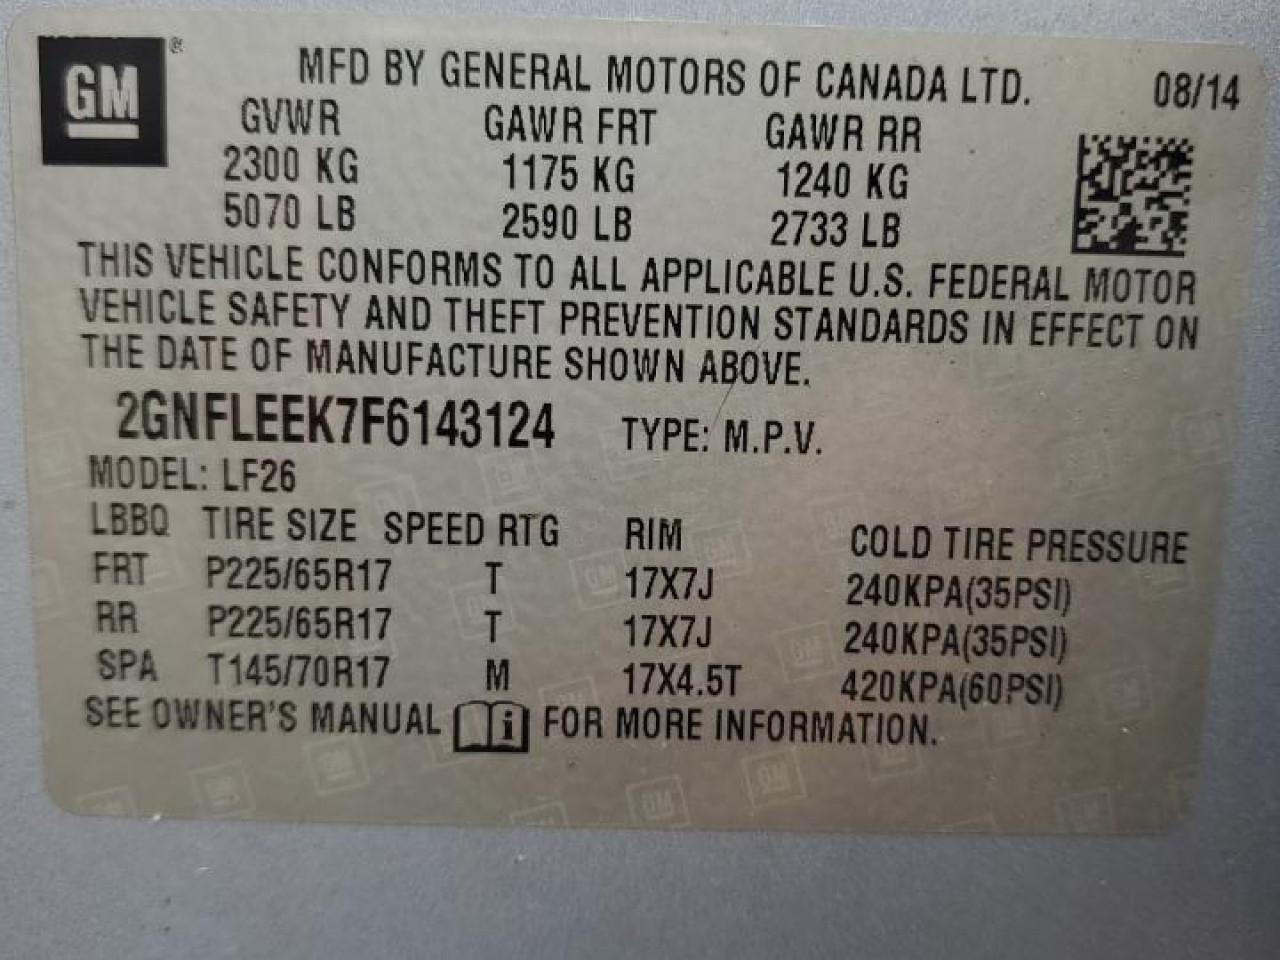 GM®
MFD BY GENERAL MOTORS OF CANADA LTD. 08/14
GVWR GAWR FRT GAWR RR
2300 KG 1175 KG 1240 KG
5070 LB 2590 LB 2733 LB
THIS VEHICLE CONFORMS TO ALL APPLICABLE U.S. FEDERAL MOTOR
VEHICLE SAFETY AND THEFT PREVENTION STANDARDS IN EFFECT ON
THE DATE OF MANUFACTURE SHOWN ABOVE.
2GNFLEEK7F6143124 TYPE: M.P.V.
MODEL: LF26
LBBQ TIRE SIZE SPEED RTG RIM COLD TIRE PRESSURE
FRT P225/65R17 T 17X7J 240KPA(35PSI)
RR P225/65R17 T 17X7J 240KPA(35PSI)
SPA T145/70R17 M 17X4.5T 420KPA(60PSI)
SEE OWNER'S MANUAL i FOR MORE INFORMATION.